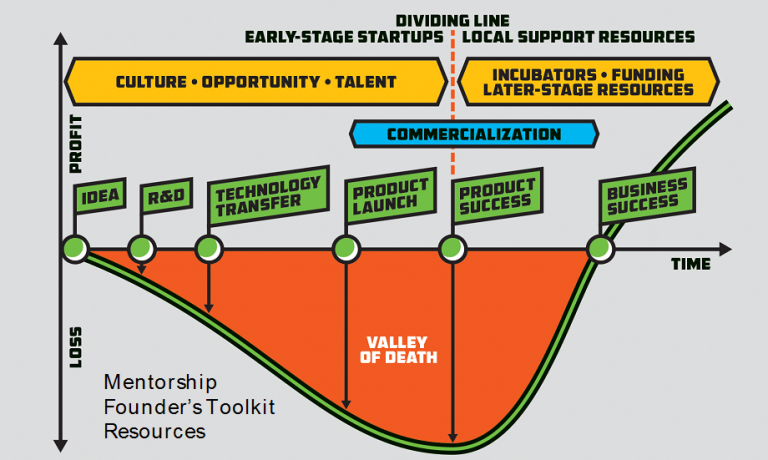 DIVIDING LINE
EARLY-STAGE STARTUPS
LOCAL SUPPORT RESOURCES
CULTURE • OPPORTUNITY • TALENT
INCUBATORS • FUNDING
LATER-STAGE RESOURCES
COMMERCIALIZATION
PROFIT
IDEA
R&D
TECHNOLOGY
TRANSFER
PRODUCT
LAUNCH
PRODUCT
SUCCESS
BUSINESS
SUCCESS
TIME
LOSS
VALLEY
OF DEATH
Mentorship
Founder's Toolkit
Resources